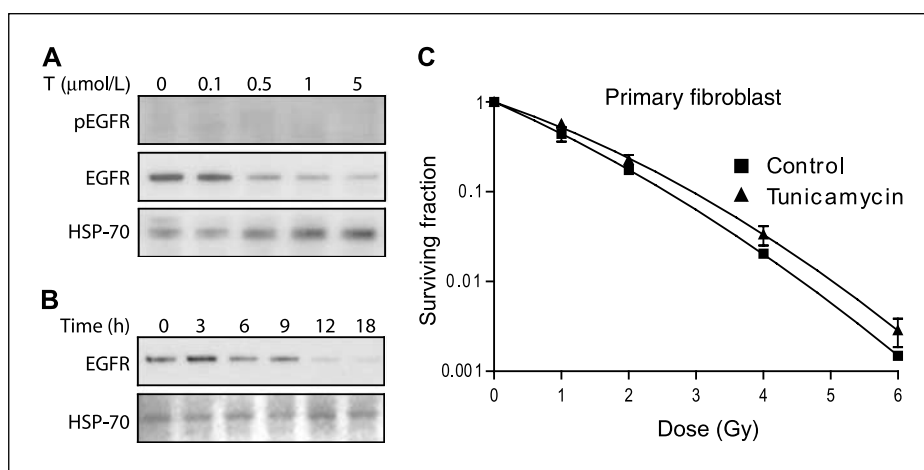 A
T (μmol/L) 0 0.1 0.5 1 5
pEGFR
EGFR
HSP-70
B
Time (h) 0 3 6 9 12 18
EGFR
HSP-70
C
Primary fibroblast
Control
Tunicamycin
Surviving fraction
1
0.1
0.01
0.001
0 1 2 3 4 5 6
Dose (Gy)